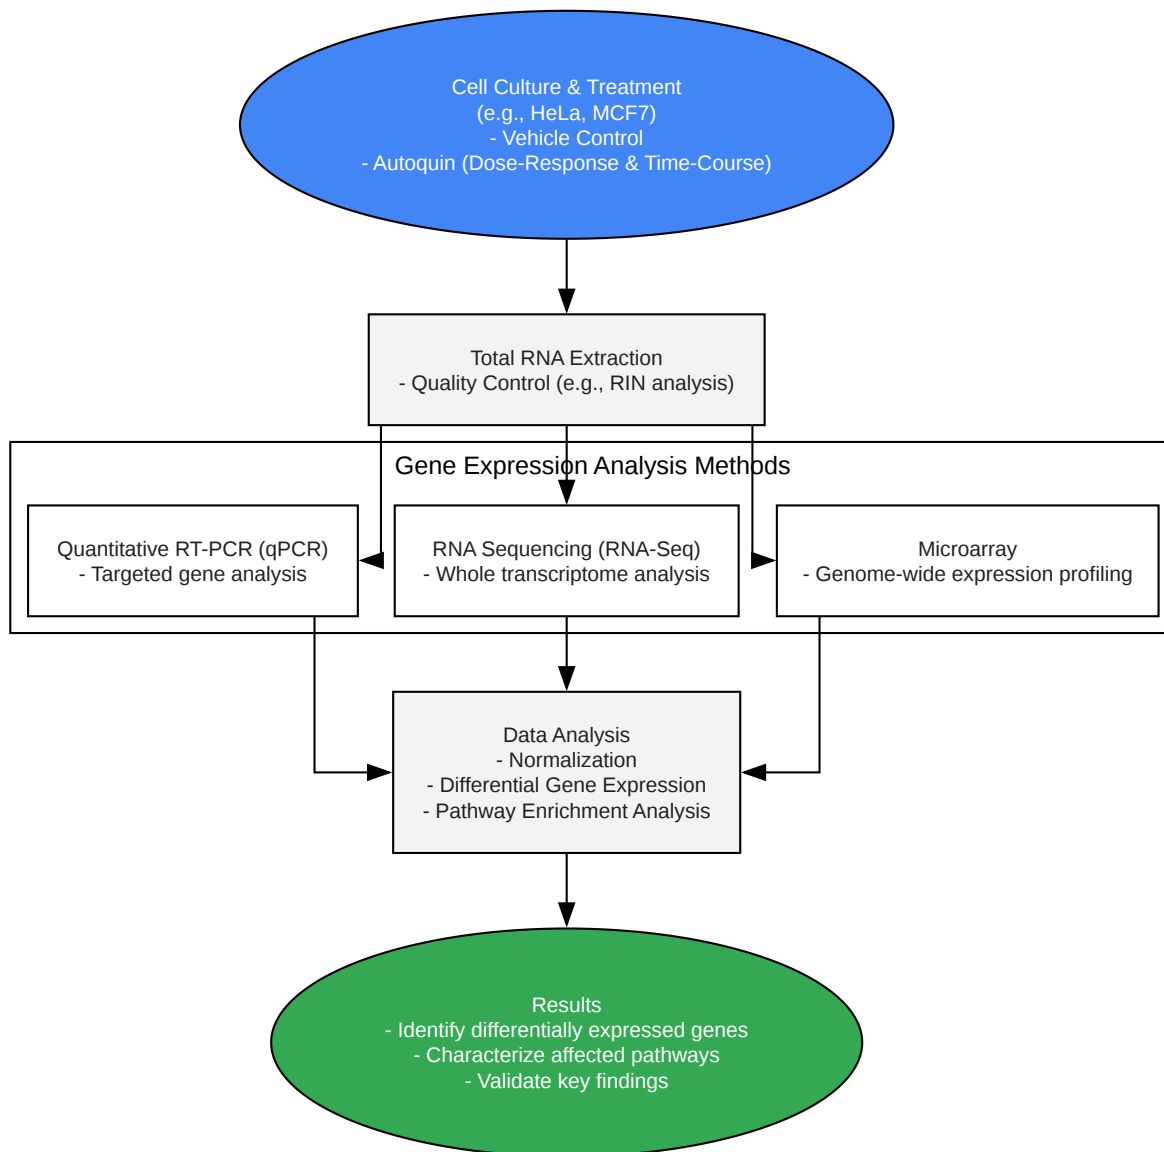 Cell Culture & Treatment
(e.g., HeLa, MCF7)
- Vehicle Control
- Autoquin (Dose-Response & Time-Course)
Total RNA Extraction
- Quality Control (e.g., RIN analysis)
Gene Expression Analysis Methods
Quantitative RT-PCR (qPCR)
- Targeted gene analysis
RNA Sequencing (RNA-Seq)
- Whole transcriptome analysis
Microarray
- Genome-wide expression profiling
Data Analysis
- Normalization
- Differential Gene Expression
- Pathway Enrichment Analysis
Results
- Identify differentially expressed genes
- Characterize affected pathways
- Validate key findings